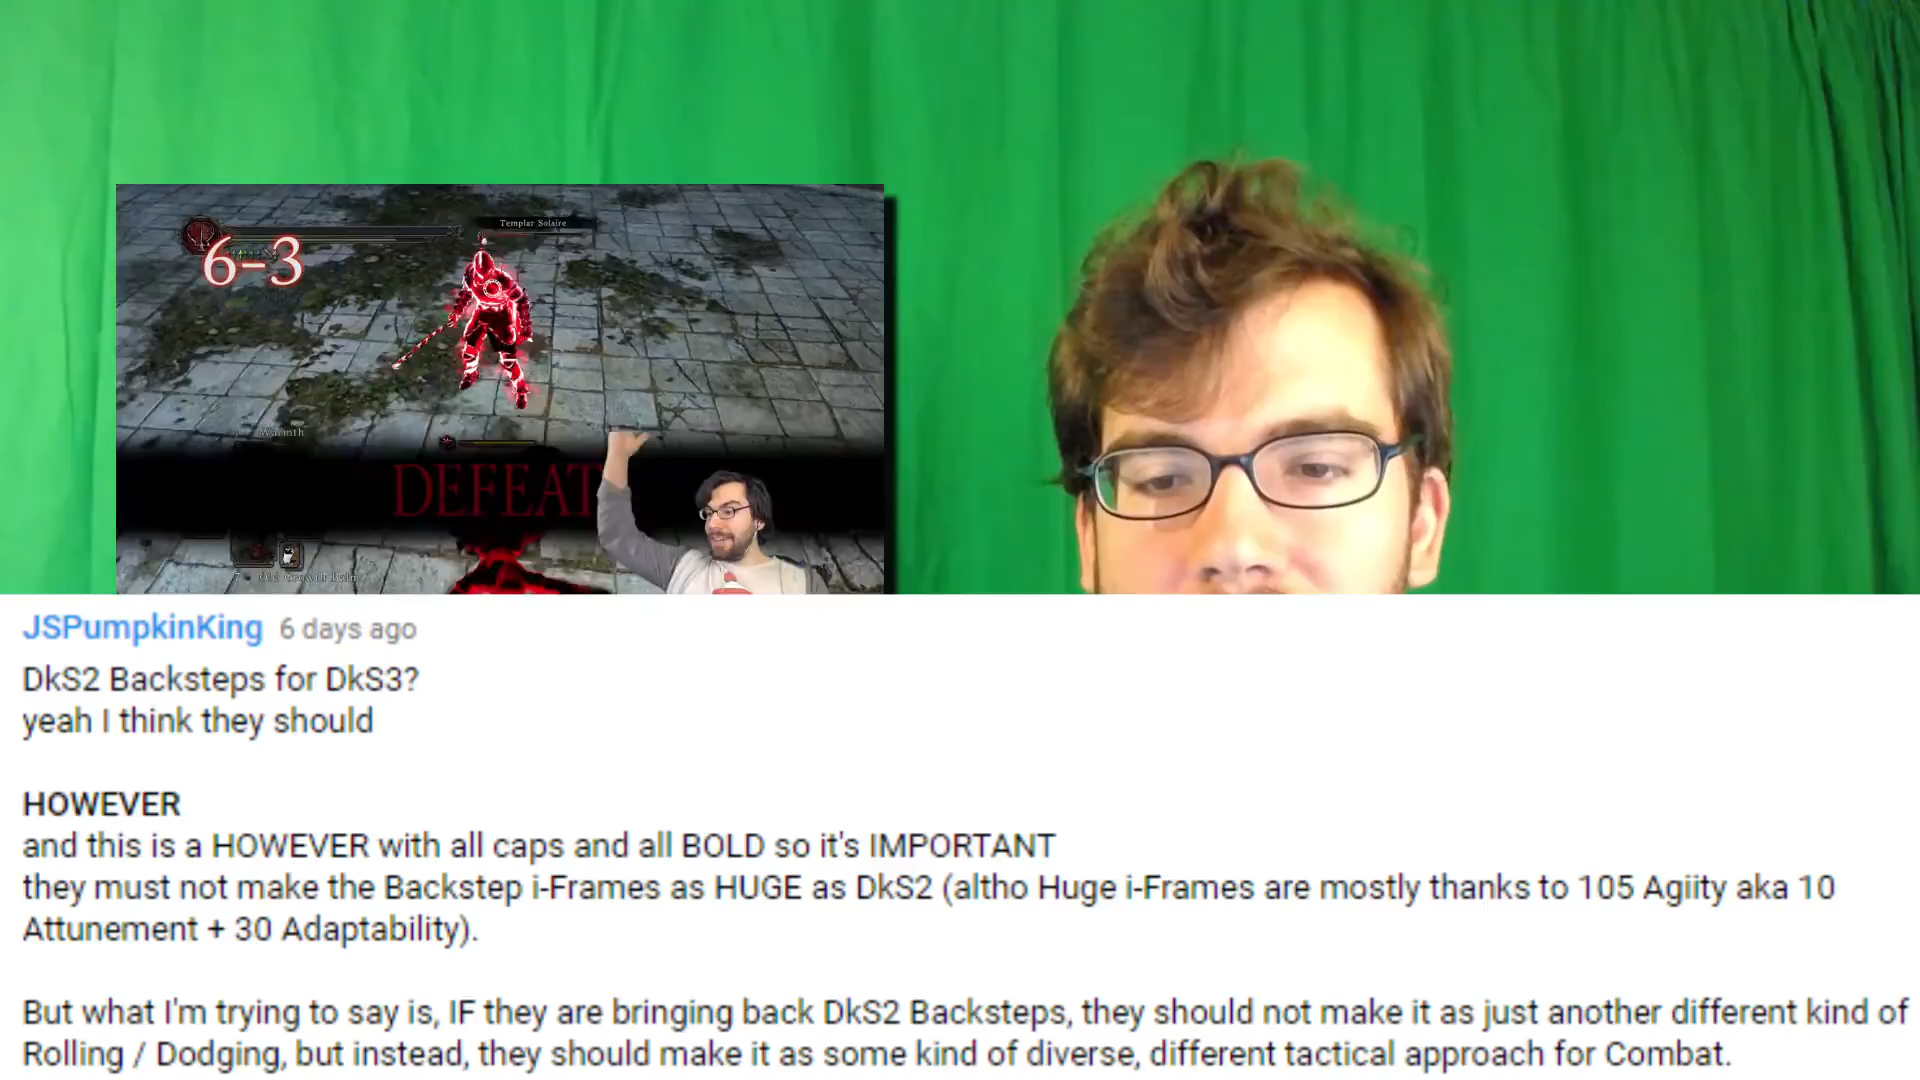 Templar Solaire
6-3
Warmth
DEFEAT
7 Old Growth Balm
JSPumpkinKing 6 days ago
DkS2 Backsteps for DkS3?
yeah I think they should
HOWEVER
and this is a HOWEVER with all caps and all BOLD so it's IMPORTANT
they must not make the Backstep i-Frames as HUGE as DkS2 (altho Huge i-Frames are mostly thanks to 105 Agiity aka 10
Attunement + 30 Adaptability).
But what I'm trying to say is, IF they are bringing back DkS2 Backsteps, they should not make it as just another different kind of
Rolling / Dodging, but instead, they should make it as some kind of diverse, different tactical approach for Combat.